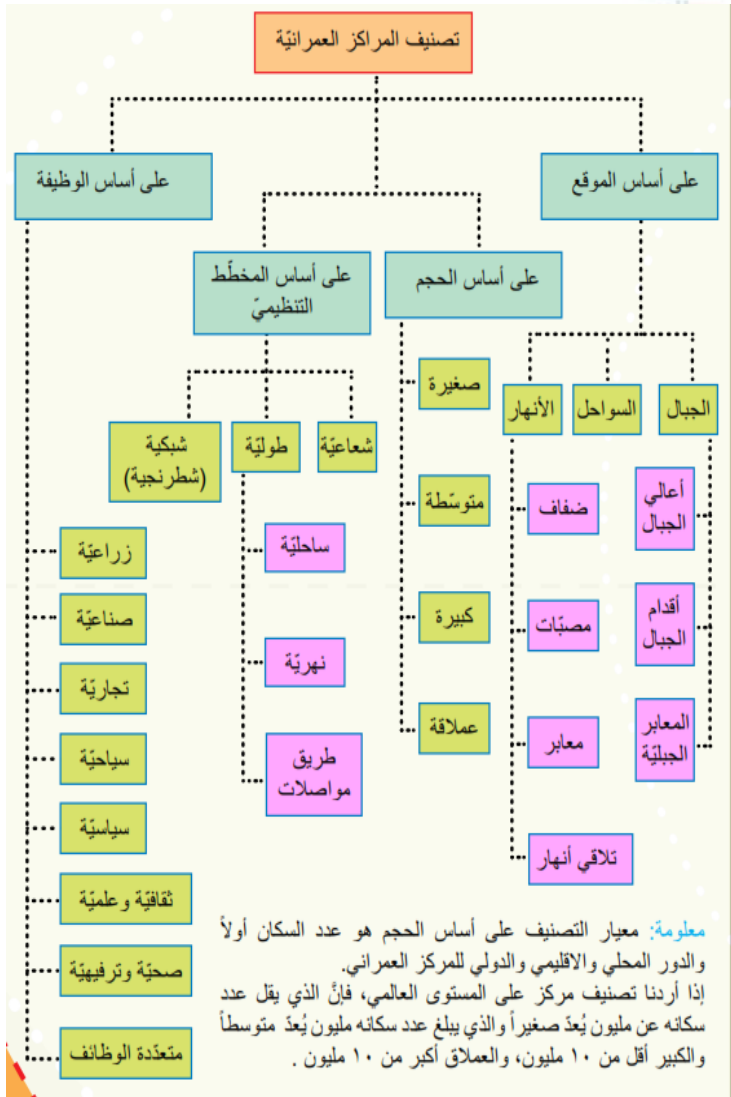 تصنيف المراكز العمرانيّة
على أساس الموقع
على أساس الوظيفة
على أساس الحجم
على أساس المخطّط
التنظيميّ
الجبال
السواحل
الأنهار
أعالي
الجبال
أقدام
الجبال
المعابر
الجبليّة
ضفاف
مصبّات
معابر
تلاقي أنهار
صغيرة
متوسّطة
كبيرة
عملاقة
شعاعيّة
طوليّة
شبكية
(شطرنجية)
ساحليّة
نهريّة
طريق
مواصلات
زراعيّة
صناعيّة
تجاريّة
سياحيّة
سياسيّة
ثقافيّة وعلميّة
صحيّة وترفيهيّة
متعدّدة الوظائف
معلومة: معيار التصنيف على أساس الحجم هو عدد السكان أولاً
والدور المحلي والاقليمي والدولي للمركز العمراني.
إذا أردنا تصنيف مركز على المستوى العالمي، فإنَّ الذي يقل عدد
سكانه عن مليون يُعدّ صغيراً والذي يبلغ عدد سكانه مليون يُعدّ متوسطاً
والكبير أقل من ١٠ مليون، والعملاق أكبر من ١٠ مليون .